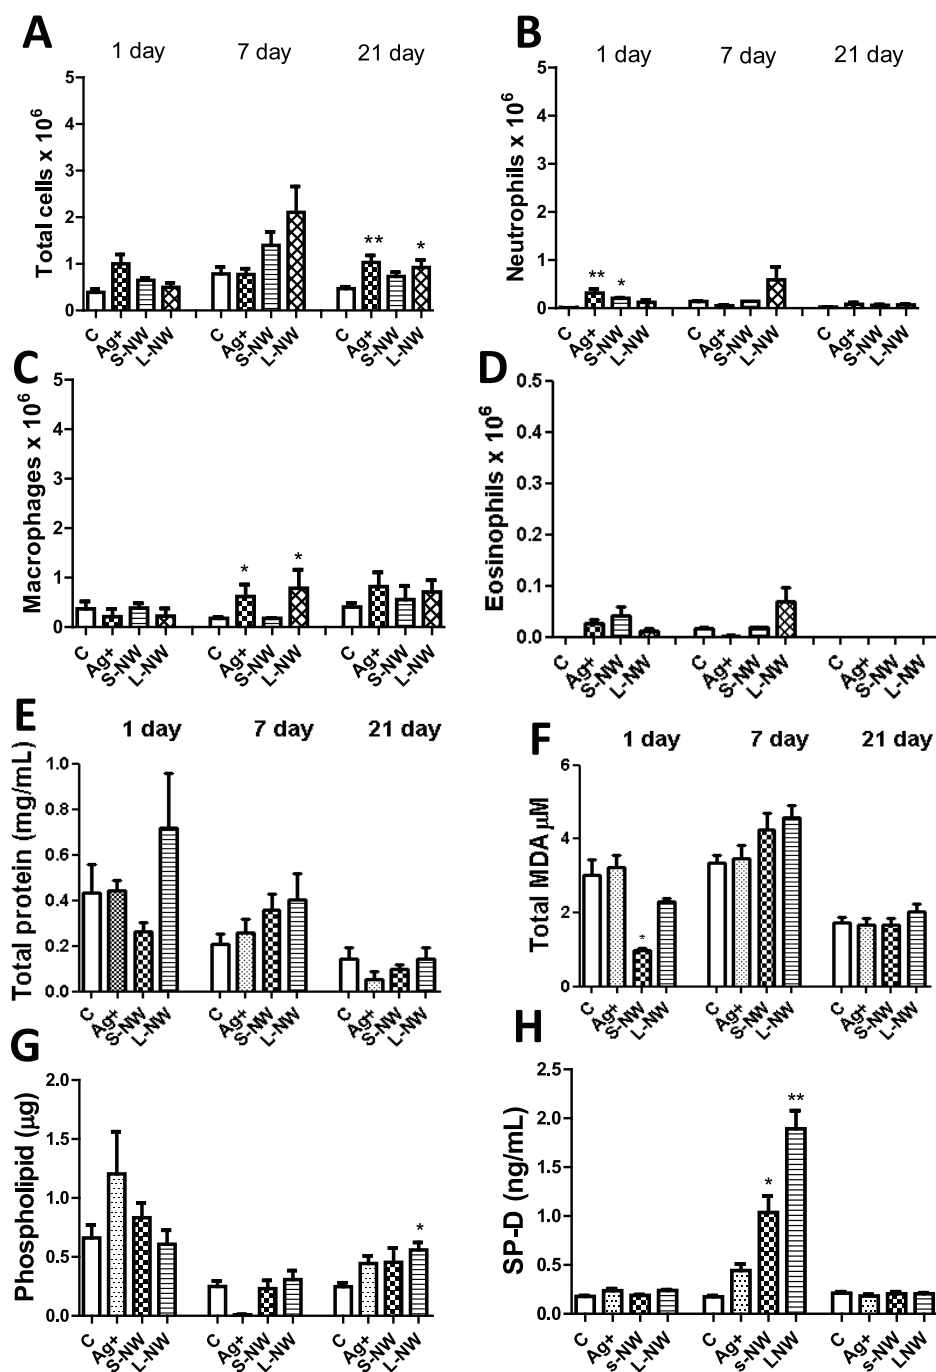 A
1 day 7 day 21 day
Total cells x 10⁶
5
4
3
2
1
0
C Ag+ S-NW L-NW C Ag+ S-NW L-NW C Ag+ S-NW L-NW
** *
B
1 day 7 day 21 day
Neutrophils x 10⁶
5
4
3
2
1
0
** *
C Ag+ S-NW L-NW C Ag+ S-NW L-NW C Ag+ S-NW L-NW
C
Macrophages x 10⁶
5
4
3
2
1
0
* *
C Ag+ S-NW L-NW C Ag+ S-NW L-NW C Ag+ S-NW L-NW
D
Eosinophils x 10⁶
0.5
0.4
0.3
0.2
0.1
0.0
C Ag+ S-NW L-NW C Ag+ S-NW L-NW C Ag+ S-NW L-NW
E
1 day 7 day 21 day
Total protein (mg/mL)
1.0
0.8
0.6
0.4
0.2
0.0
C Ag+ S-NW L-NW C Ag+ S-NW L-NW C Ag+ S-NW L-NW
F
1 day 7 day 21 day
Total MDA μM
6
4
2
0
*
C Ag+ S-NW L-NW C Ag+ S-NW L-NW C Ag+ S-NW L-NW
G
Phospholipid (μg)
2.0
1.5
1.0
0.5
0.0
*
C Ag+ S-NW L-NW C Ag+ S-NW L-NW C Ag+ S-NW L-NW
H
SP-D (ng/mL)
2.5
2.0
1.5
1.0
0.5
0.0
* **
C Ag+ s-NW L-NW C Ag+ s-NW LNW C Ag+ s-NW LNW